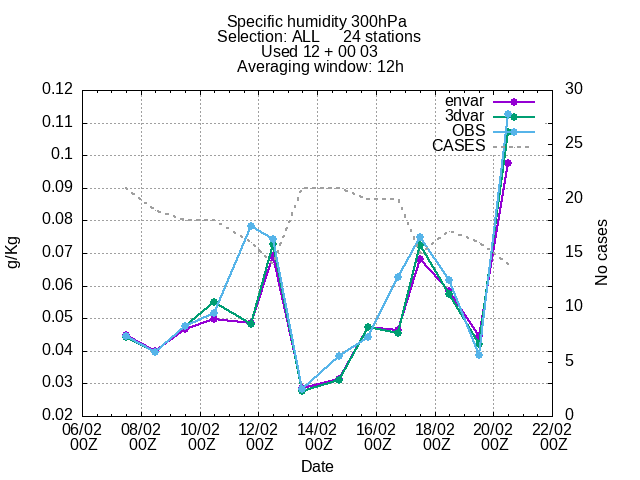 Specific humidity 300hPa
Selection: ALL 24 stations
Used 12 + 00 03
Averaging window: 12h
envar
3dvar
OBS
CASES
0.12
0.11
0.1
0.09
0.08
0.07
0.06
0.05
0.04
0.03
0.02
30
25
20
15
10
5
0
g/Kg
No cases
06/02 08/02 10/02 12/02 14/02 16/02 18/02 20/02 22/02
00Z 00Z 00Z 00Z 00Z 00Z 00Z 00Z 00Z
Date